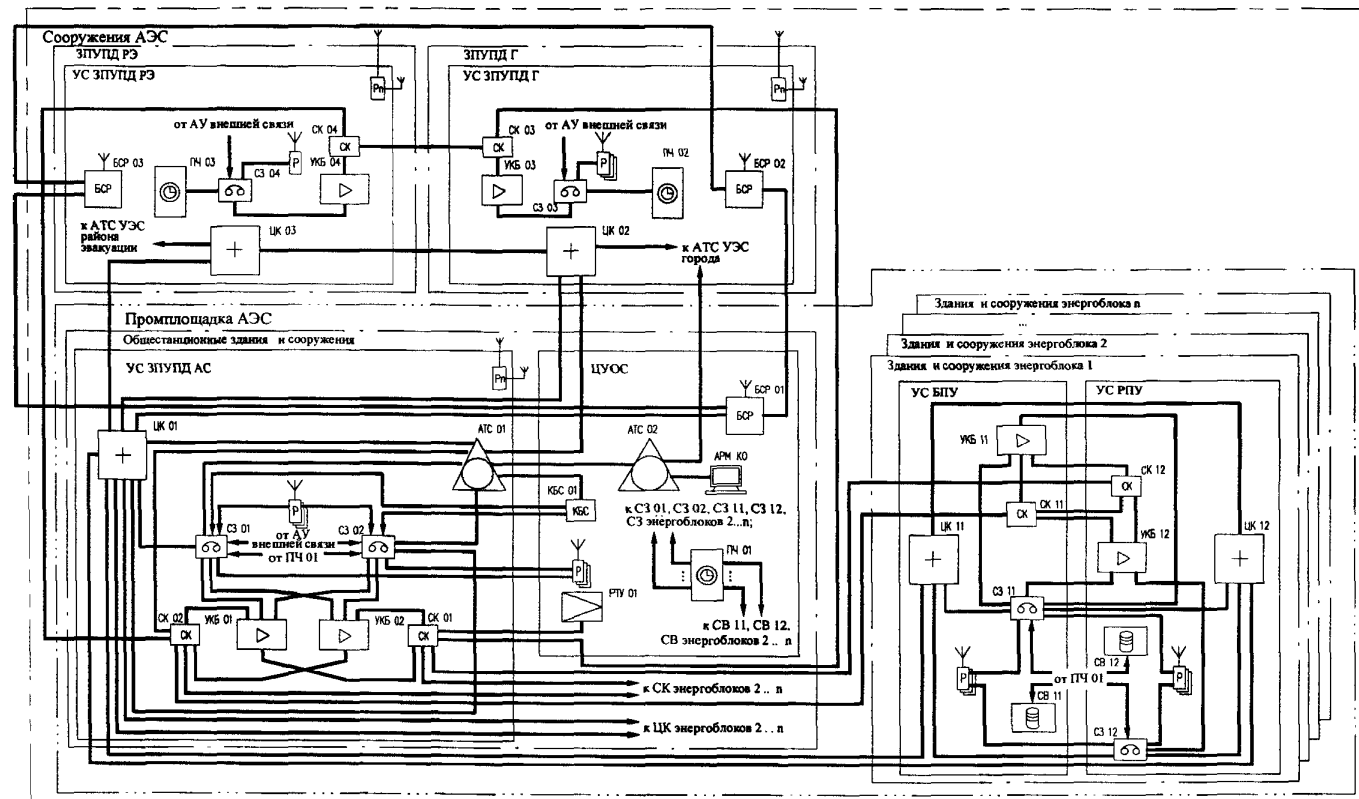 Сооружения АЭС
ЗПУПД РЭ
УС ЗПУПД РЭ
Рп
от АУ внешней связи
СК 04
СК
Р
БСР 03
БСР
ПЧ 03
СЗ 04
УКБ 04
к АТС УЭС
района
эвакуации
ЦК 03
ЗПУПД Г
УС ЗПУПД Г
Рп
СК 03
СК
от АУ внешней связи
УКБ 03
Р
ПЧ 02
СЗ 03
БСР 02
БСР
ЦК 02
к АТС УЭС
города
Промплощадка АЭС
Общестанционные здания и сооружения
УС ЗПУПД АС
Рп
ЦУОС
БСР 01
БСР
ЦК 01
АТС 01
АТС 02
АРМ КО
КБС 01
КБС
Р
СЗ 01
от АУ
внешней связи
от ПЧ 01
СЗ 02
к СЗ 01, СЗ 02, СЗ 11, СЗ 12,
СЗ энергоблоков 2...n;
ПЧ 01
Р
РТУ 01
к СВ 11, СВ 12,
СВ энергоблоков 2 .. n
СК 02
СК
УКБ 01
УКБ 02
СК 01
СК
к СК энергоблоков 2 .. n
к ЦК энергоблоков 2 . . n
Здания и сооружения энергоблока n
...
Здания и сооружения энергоблока 2
Здания и сооружения энергоблока 1
УС БПУ
УС РПУ
УКБ 11
СК 12
СК
СК 11
СК
ЦК 11
УКБ 12
ЦК 12
СЗ 11
Р
СВ 12
от ПЧ 01
Р
СВ 11
СЗ 12